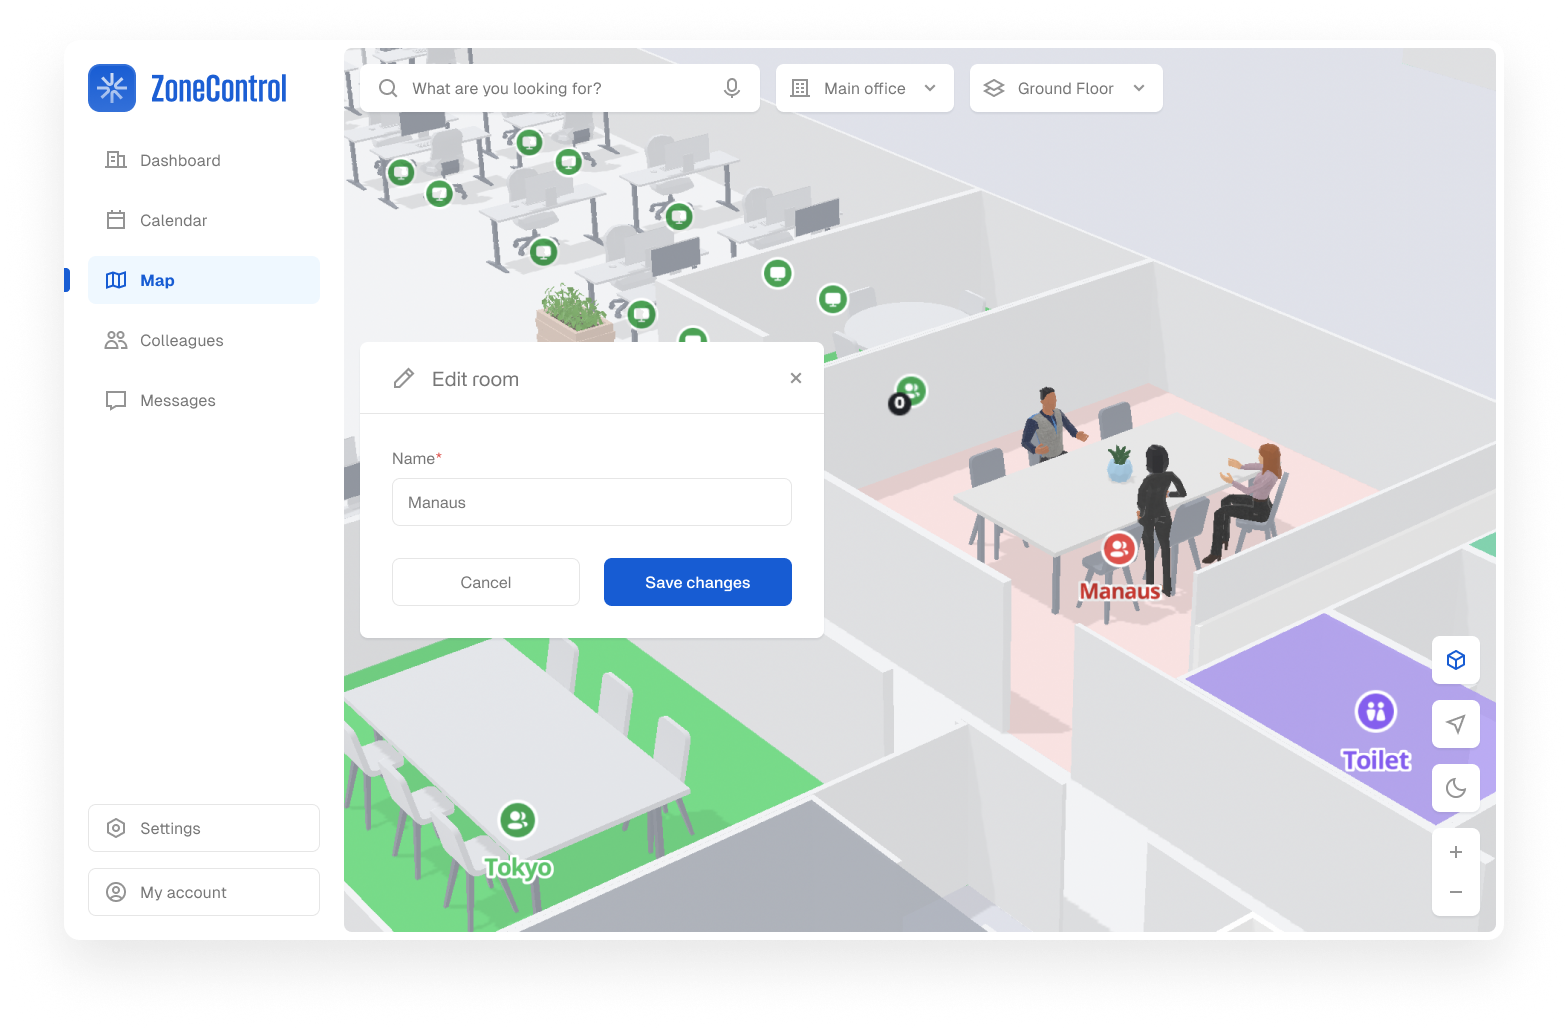 ZoneControl
Dashboard
Calendar
Map
Colleagues
Messages
Settings
My account
What are you looking for?
Main office
Ground Floor
Edit room
Name*
Manaus
Cancel
Save changes
0
Manaus
Toilet
Tokyo